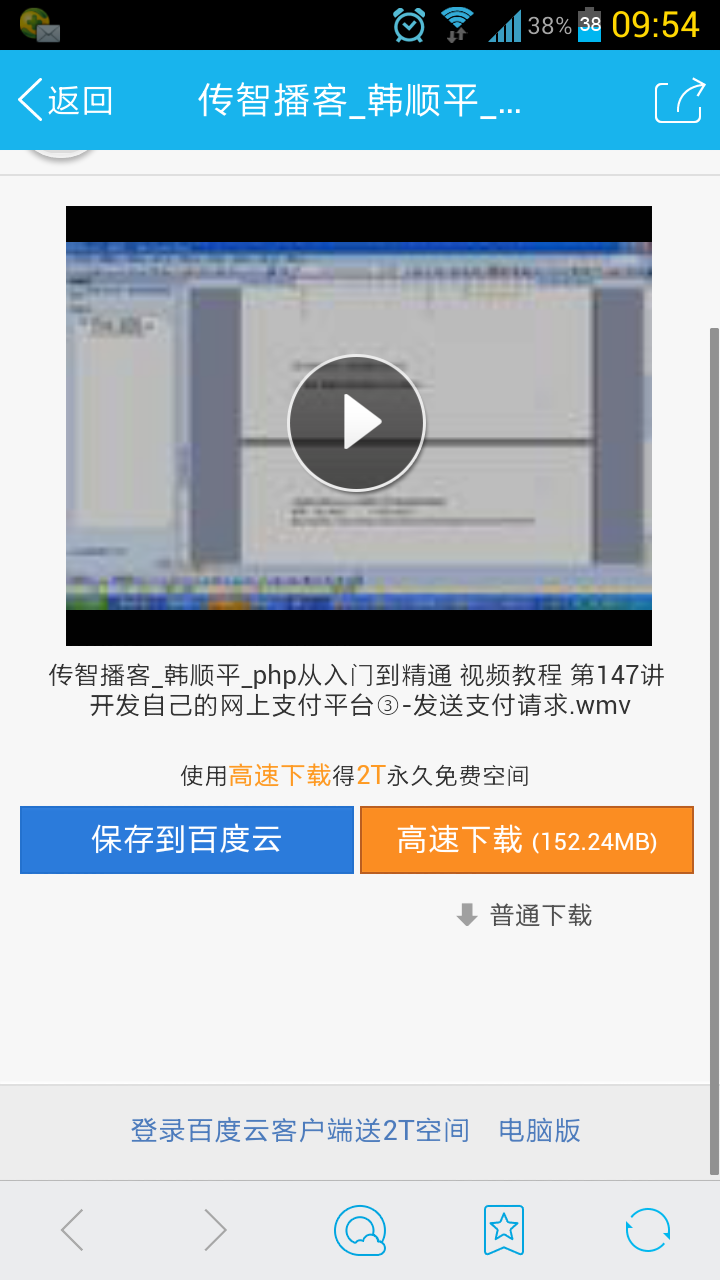 38% 38 09:54
返回 传智播客_韩顺平_...
传智播客_韩顺平_php从入门到精通 视频教程 第147讲
开发自己的网上支付平台③-发送支付请求.wmv
使用高速下载得2T永久免费空间
保存到百度云 高速下载 (152.24MB)
普通下载
登录百度云客户端送2T空间 电脑版